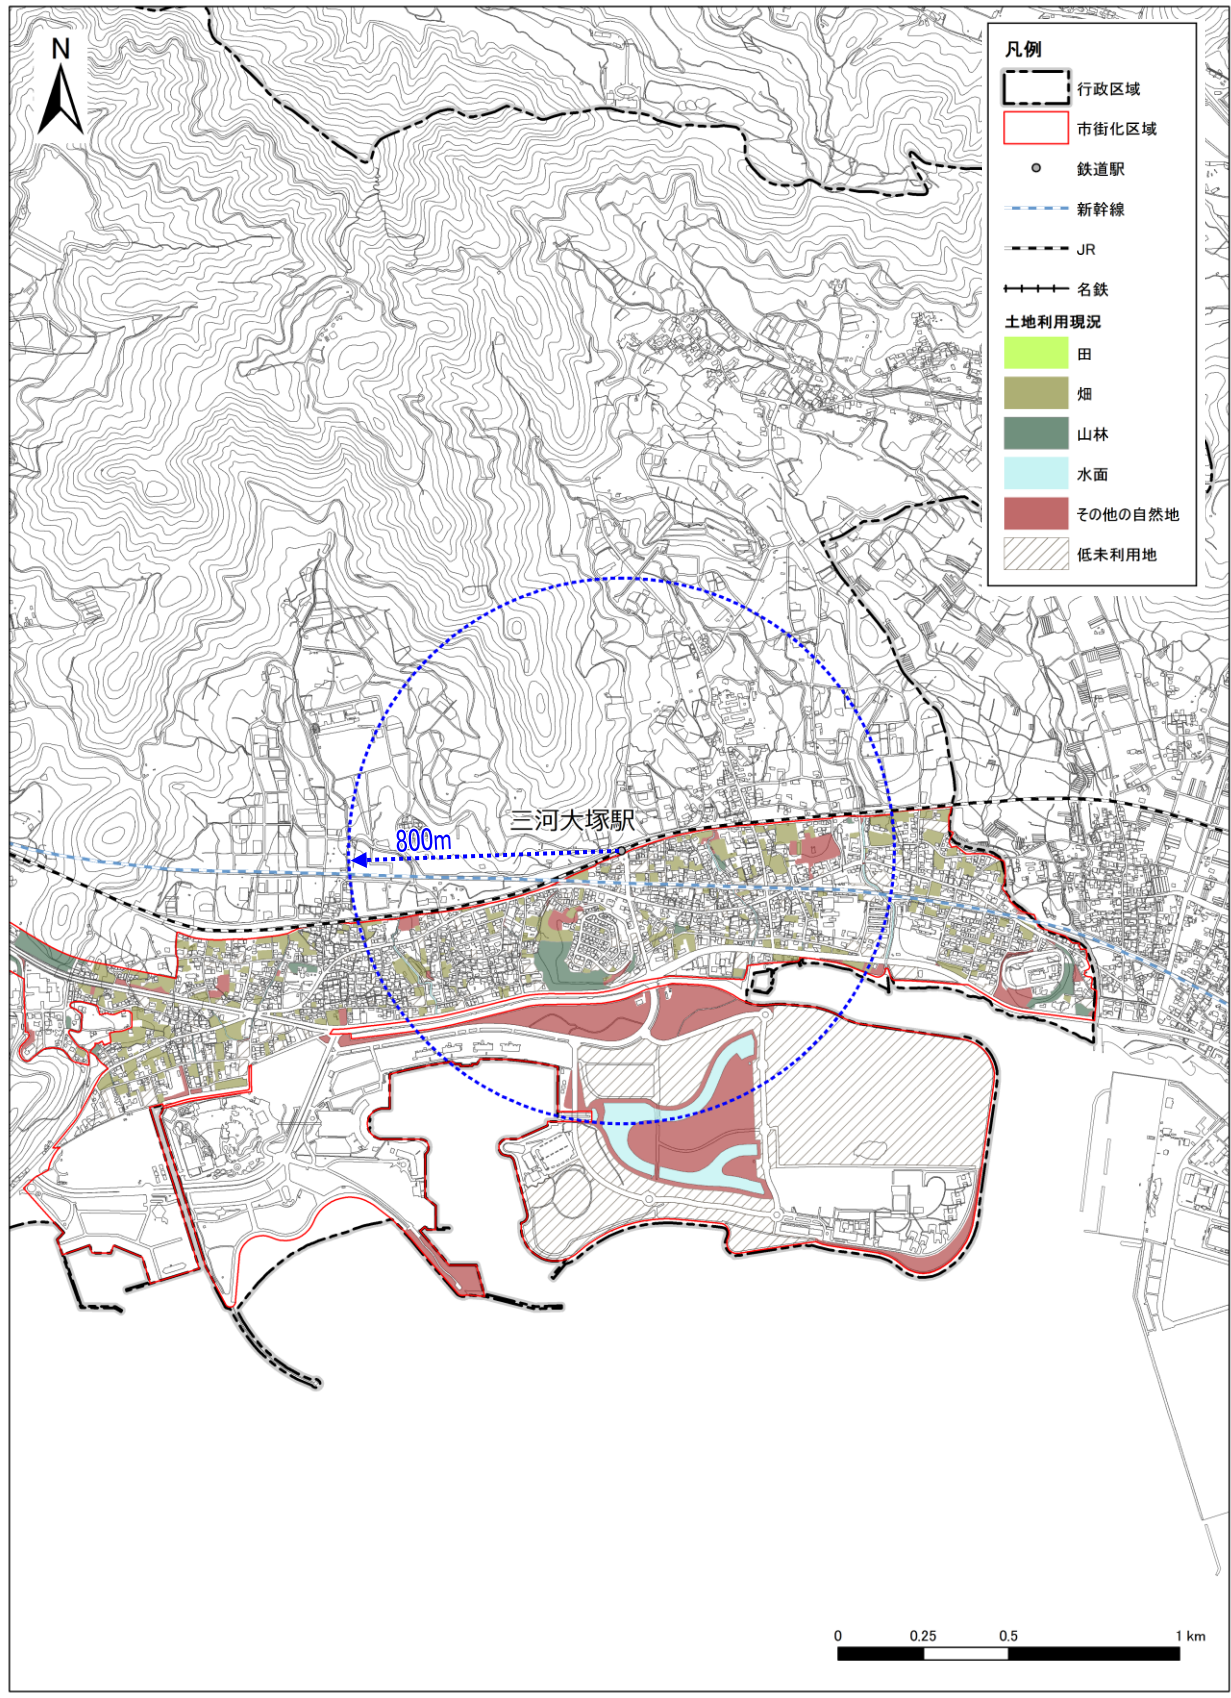 N
凡例
行政区域
市街化区域
鉄道駅
新幹線
JR
名鉄
土地利用現況
田
畑
山林
水面
その他の自然地
低未利用地
三河大塚駅
800m
0 0.25 0.5 1 km